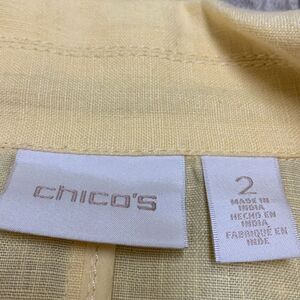 chico's
2
MADE IN
INDIA
HECHO EN
INDIA
FABRIQUÉ EN
INDE